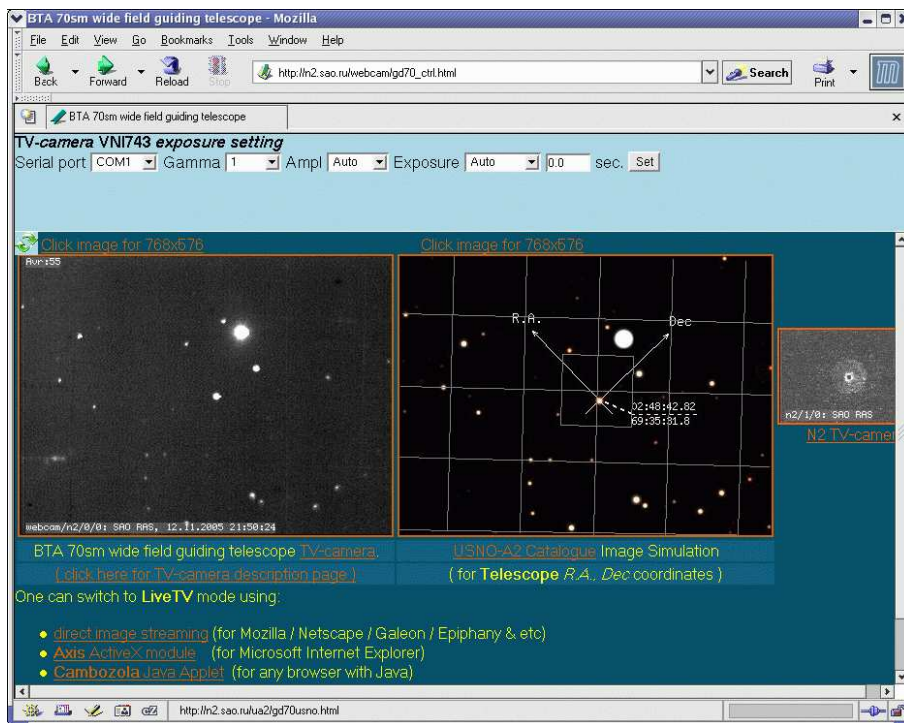 BTA 70sm wide field guiding telescope - Mozilla
File Edit View Go Bookmarks Tools Window Help
Back Forward Reload Stop http://n2.sao.ru/webcam/gd70_ctrl.html Search Print
BTA 70sm wide field guiding telescope
TV-camera VNI743 exposure setting
Serial port COM1 Gamma 1 Ampl Auto Exposure Auto 0.0 sec. Set
Click image for 768x576 Click image for 768x576
Avr:55
R.A. Dec
02:48:42.82
69:35:31.8
n2/1/0: SAO RAS
N2 TV-camer
webcam/n2/0/0: SAO RAS, 12.11.2005 21:50:24
BTA 70sm wide field guiding telescope TV-camera. USNO-A2 Catalogue Image Simulation
( click here for TV-camera description page ) ( for Telescope R.A., Dec coordinates )
One can switch to LiveTV mode using:
direct image streaming (for Mozilla / Netscape / Galeon / Epiphany & etc)
Axis ActiveX module (for Microsoft Internet Explorer)
Cambozola Java Applet (for any browser with Java)
http://n2.sao.ru/ua2/gd70usno.html